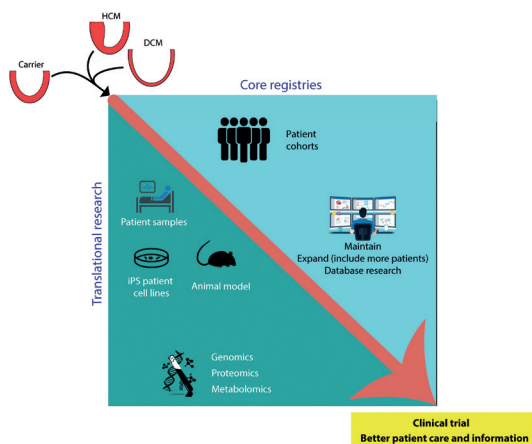 HCM
DCM
Carrier
Core registries
Patient
cohorts
Translational research
Patient samples
Maintain
Expand (include more patients)
Database research
iPS patient
cell lines
Animal model
Genomics
Proteomics
Metabolomics
Clinical trial
Better patient care and information